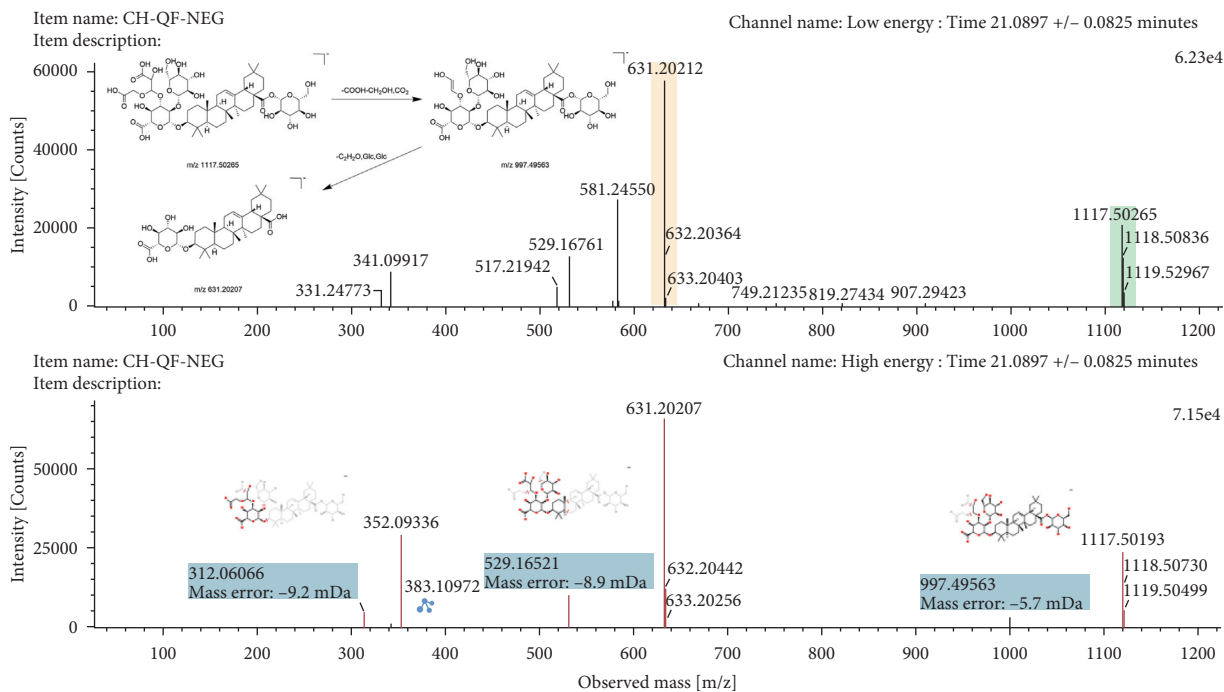 Item name: CH-QF-NEG
Channel name: Low energy : Time 21.0897 +/- 0.0825 minutes
Item description:
6.23e4
-COOH-CH₂OH,CO₂
m/z 1117.50265
m/z 997.49563
-C₂H₂O,Glc,Glc
m/z 631.20207
Intensity [Counts]
60000
40000
20000
0
631.20212
581.24550
1117.50265
632.20364
1118.50836
529.16761
341.09917
517.21942
633.20403
1119.52967
331.24773
749.21235
819.27434
907.29423
100 200 300 400 500 600 700 800 900 1000 1100 1200
Item name: CH-QF-NEG
Channel name: High energy : Time 21.0897 +/- 0.0825 minutes
Item description:
7.15e4
Intensity [Counts]
50000
25000
0
631.20207
352.09336
1117.50193
312.06066
Mass error: –9.2 mDa
383.10972
529.16521
Mass error: –8.9 mDa
632.20442
633.20256
997.49563
Mass error: –5.7 mDa
1118.50730
1119.50499
100 200 300 400 500 600 700 800 900 1000 1100 1200
Observed mass [m/z]